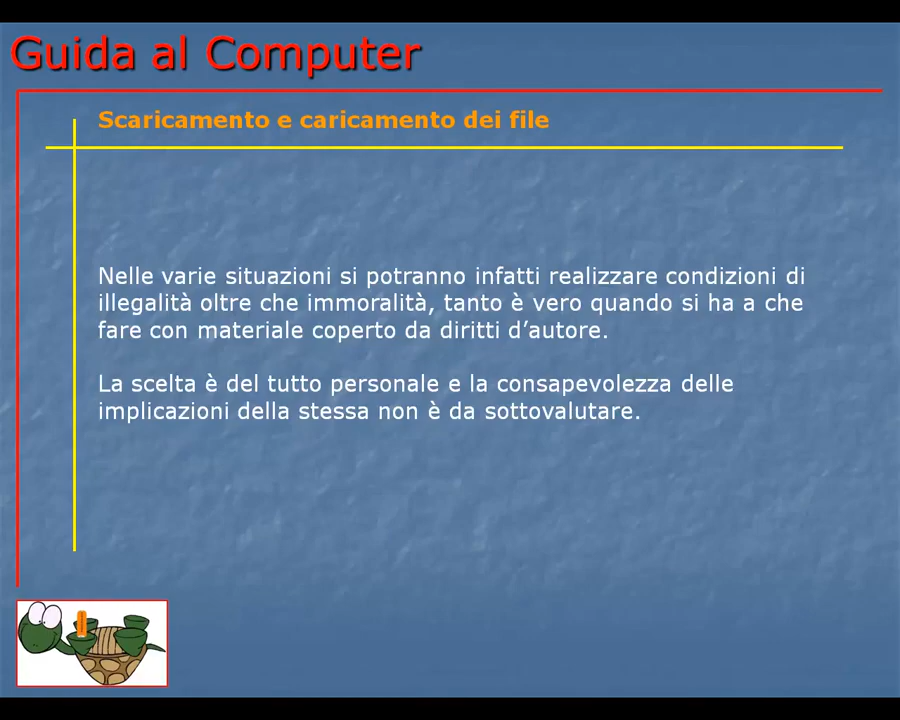 Guida al Computer
Scaricamento e caricamento dei file
Nelle varie situazioni si potranno infatti realizzare condizioni di
illegalità oltre che immoralità, tanto è vero quando si ha a che
fare con materiale coperto da diritti d’autore.
La scelta è del tutto personale e la consapevolezza delle
implicazioni della stessa non è da sottovalutare.